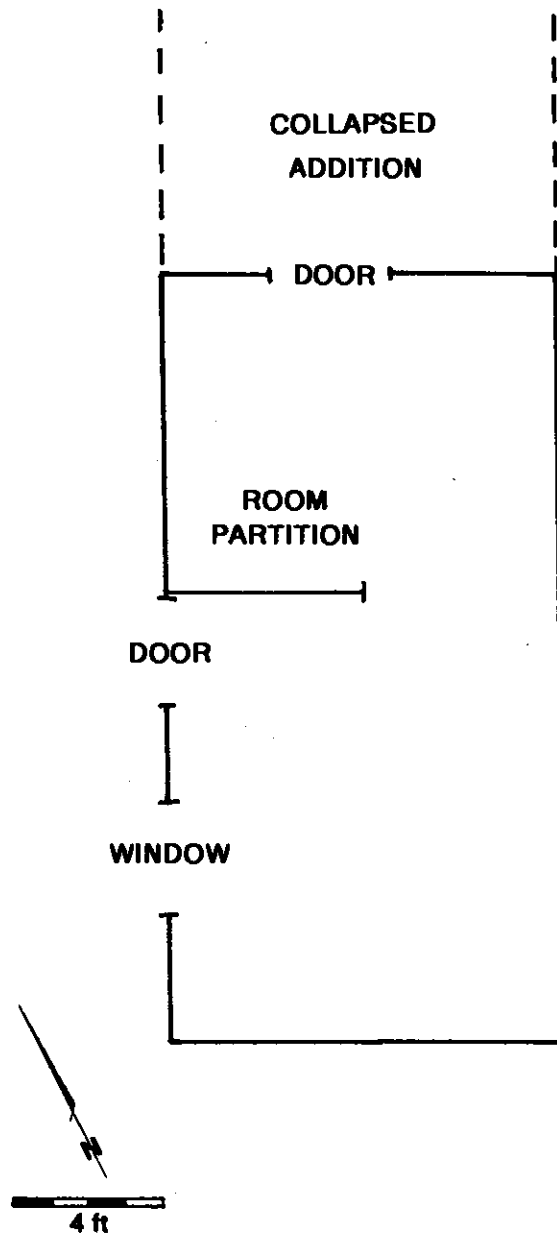 COLLAPSED
ADDITION
DOOR
ROOM
PARTITION
DOOR
WINDOW
N
4 ft